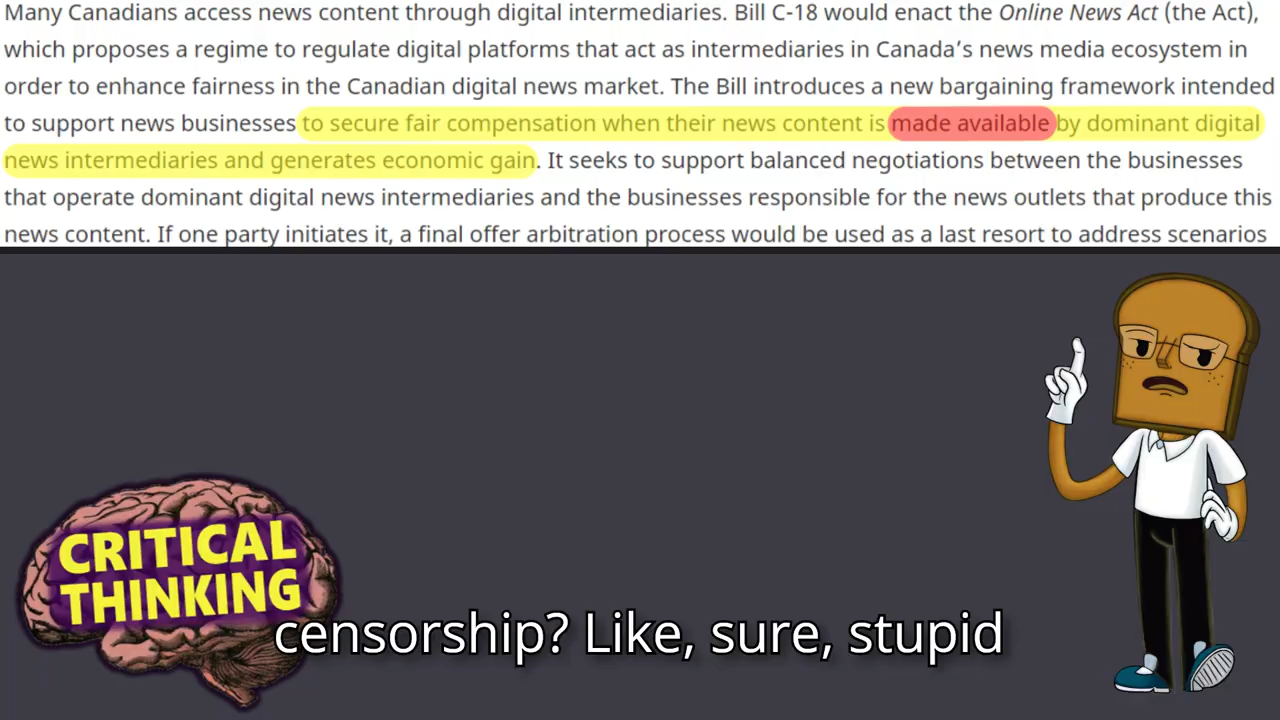 Many Canadians access news content through digital intermediaries. Bill C-18 would enact the Online News Act (the Act),
which proposes a regime to regulate digital platforms that act as intermediaries in Canada’s news media ecosystem in
order to enhance fairness in the Canadian digital news market. The Bill introduces a new bargaining framework intended
to support news businesses to secure fair compensation when their news content is made available by dominant digital
news intermediaries and generates economic gain. It seeks to support balanced negotiations between the businesses
that operate dominant digital news intermediaries and the businesses responsible for the news outlets that produce this
news content. If one party initiates it, a final offer arbitration process would be used as a last resort to address scenarios
CRITICAL
THINKING
censorship? Like, sure, stupid